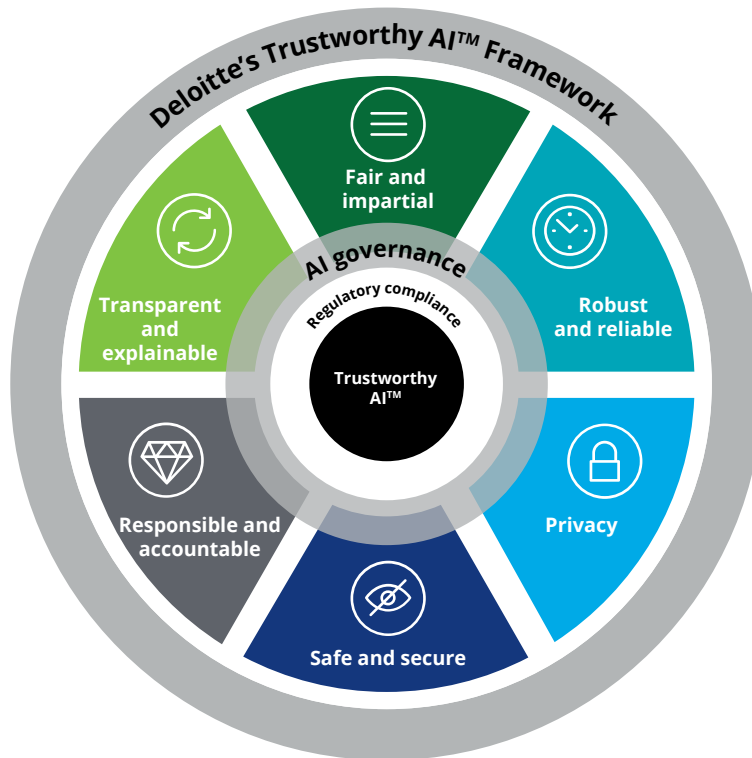 Deloitte's Trustworthy AI™ Framework
Fair and
impartial
Robust
and reliable
Privacy
Safe and secure
Responsible and
accountable
Transparent
and
explainable
AI governance
Regulatory compliance
Trustworthy
AI™